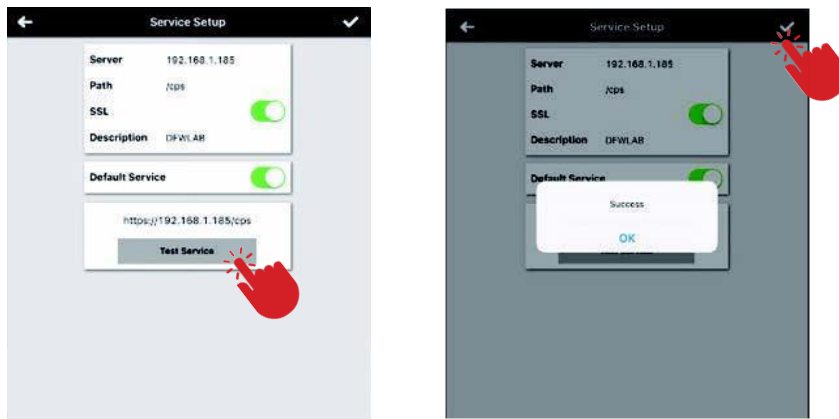 Service Setup
Server 192.168.1.185
Path /cps
SSL
Description DFWLAB
Default Service
https://192.168.1.185/cps
Test Service
Service Setup
Server 192.168.1.185
Path /cps
SSL
Description DFWLAB
Default Service
Success
OK